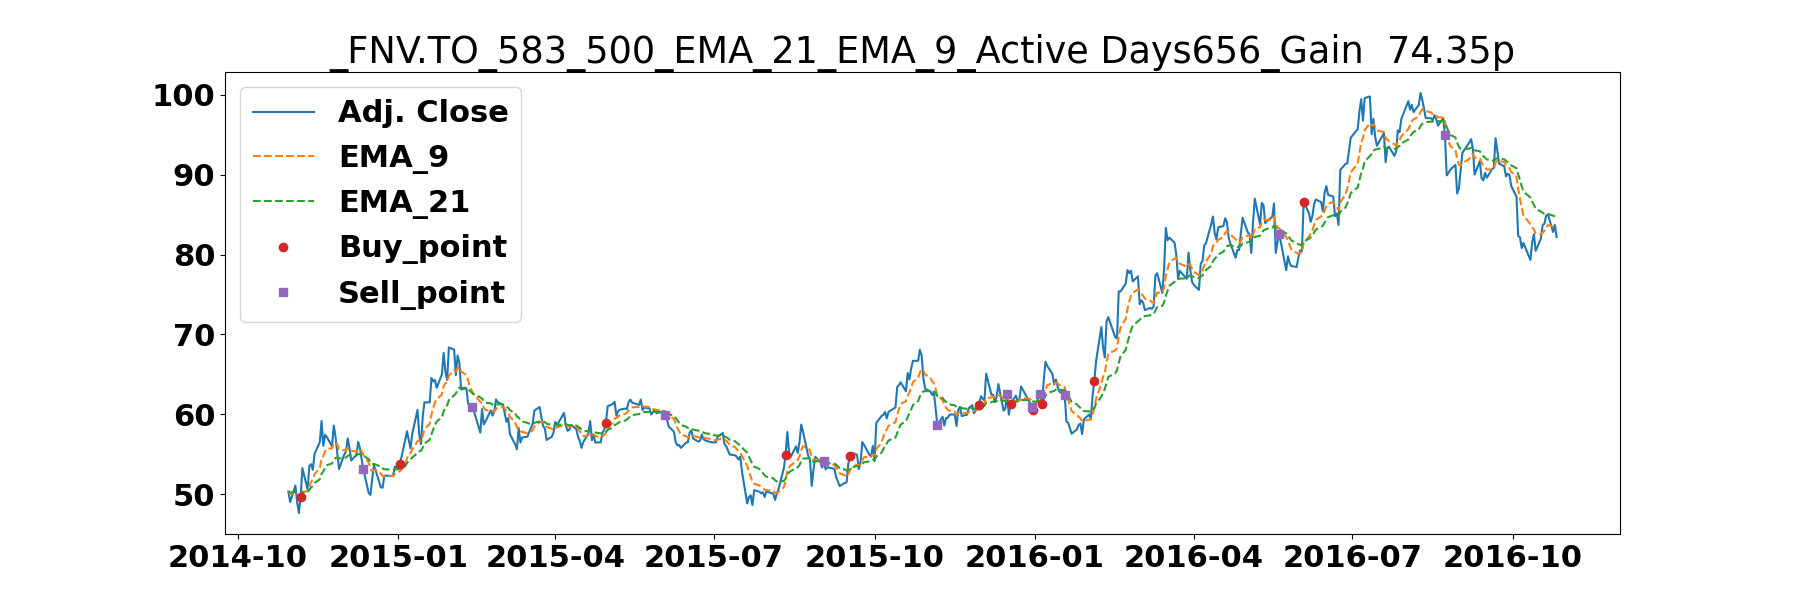 _FNV.TO_583_500_EMA_21_EMA_9_Active Days656_Gain  74.35p
100
90
80
70
60
50
Adj. Close
EMA_9
EMA_21
Buy_point
Sell_point
2014-10 2015-01 2015-04 2015-07 2015-10 2016-01 2016-04 2016-07 2016-10